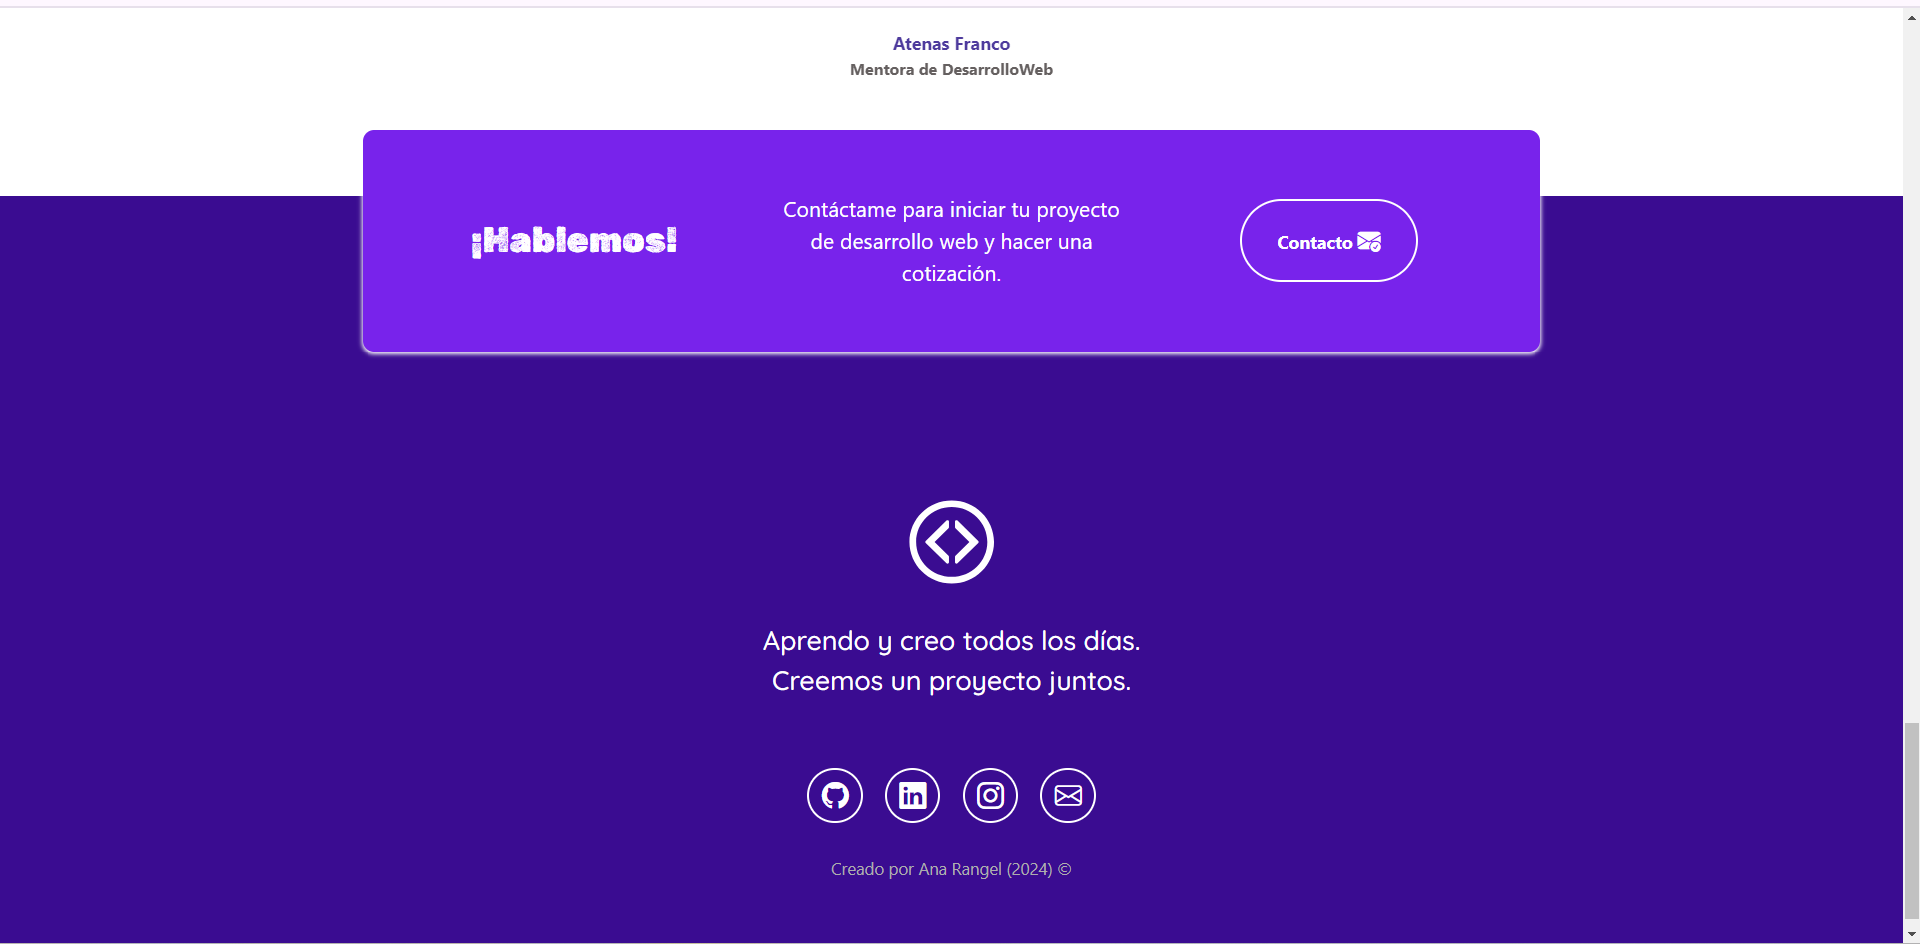 Atenas Franco
Mentora de DesarrolloWeb
¡Hablemos!
Contáctame para iniciar tu proyecto
de desarrollo web y hacer una
cotización.
Contacto
Aprendo y creo todos los días.
Creemos un proyecto juntos.
in
Creado por Ana Rangel (2024) ©